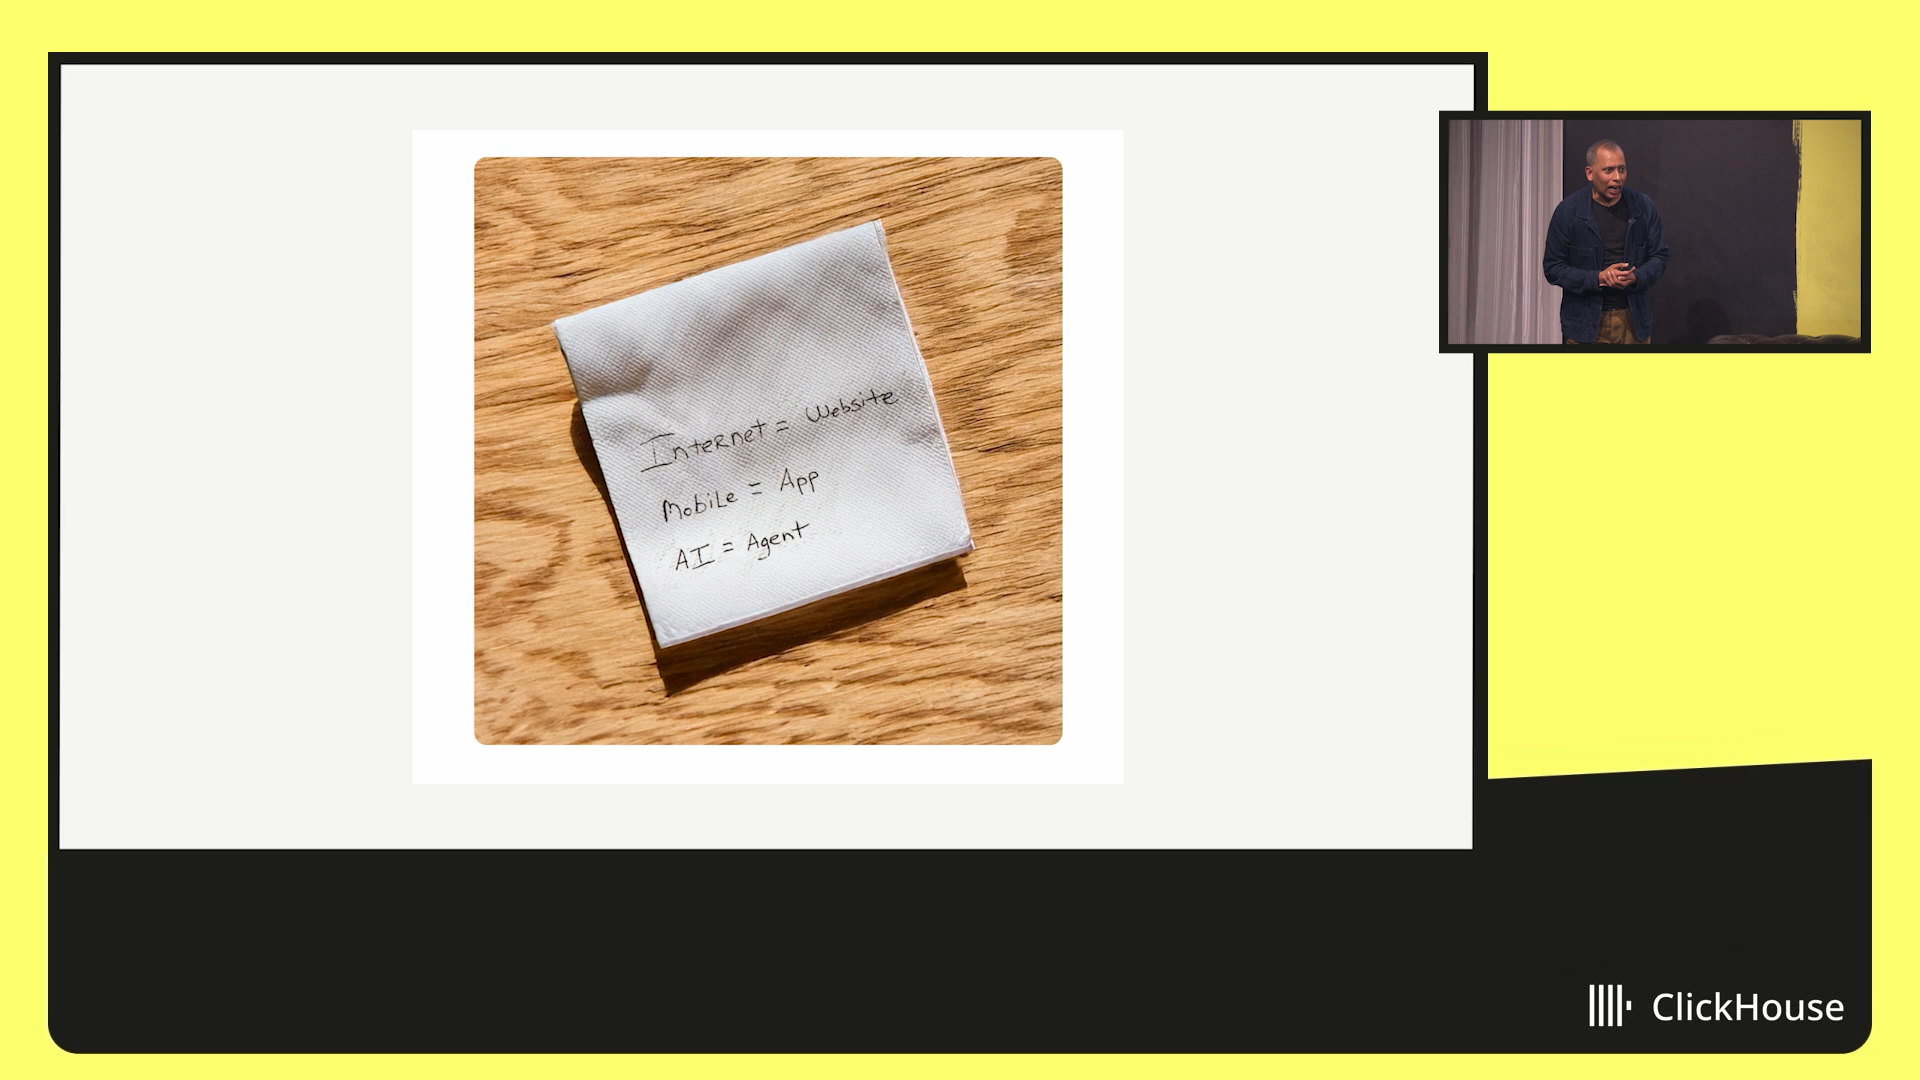 Internet = Website
Mobile = App
AI = Agent
ClickHouse